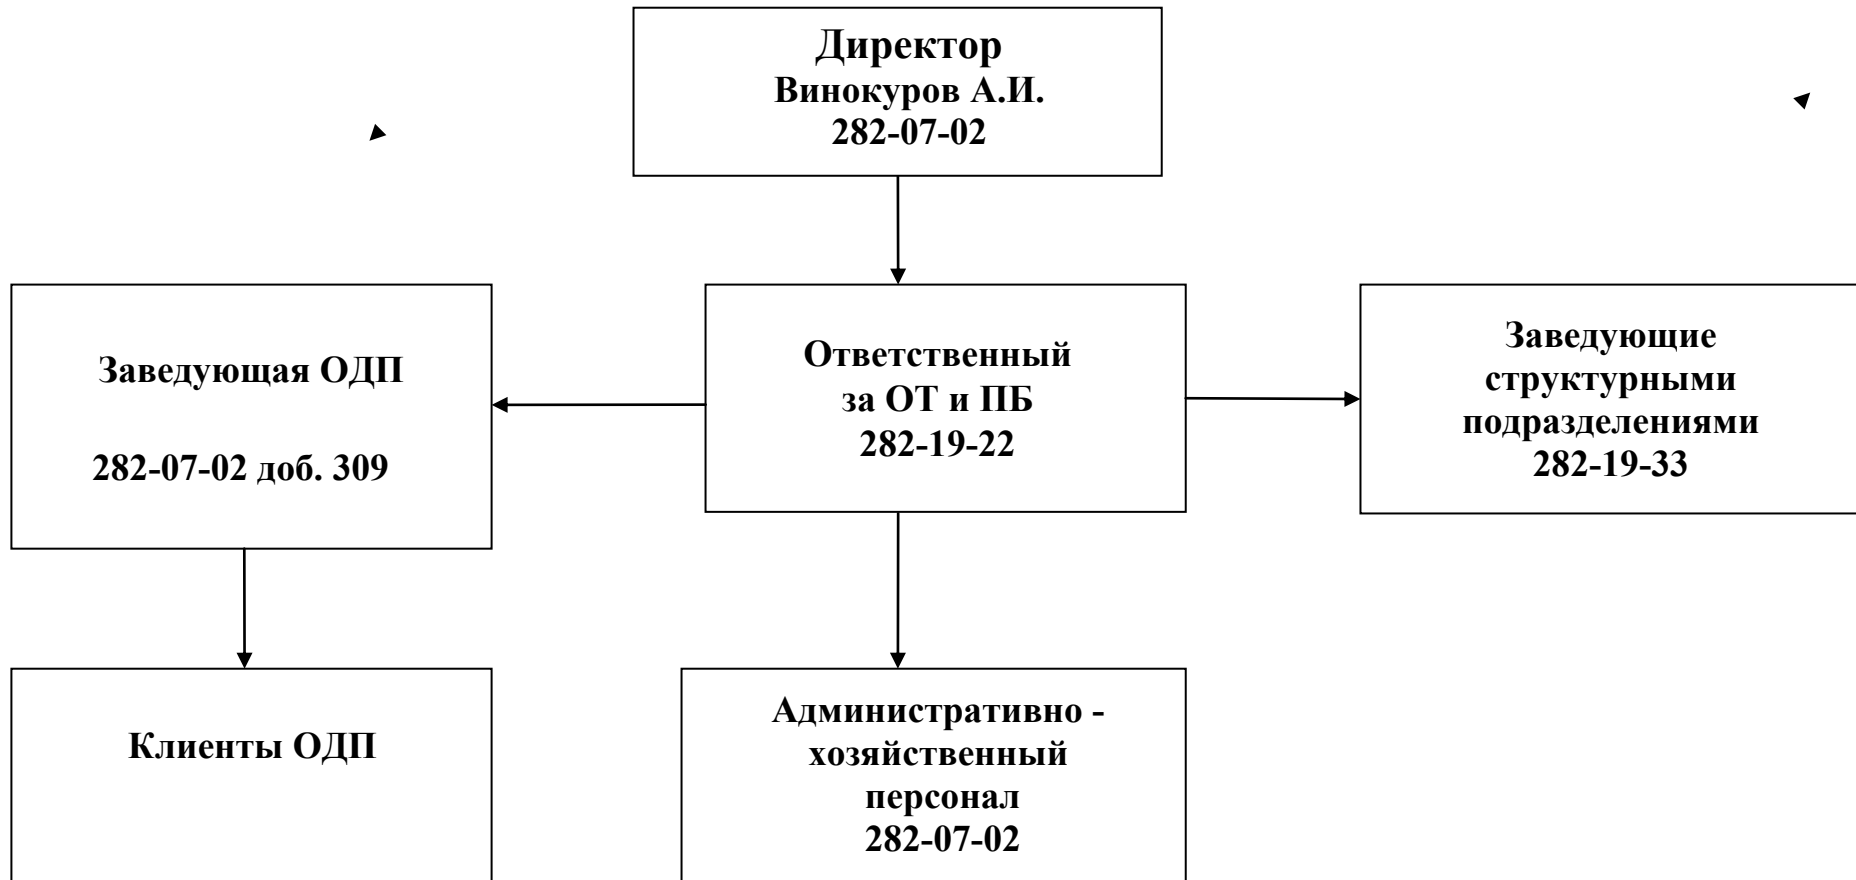 Директор
Винокуров А.И.
282-07-02
Заведующая ОДП
282-07-02 доб. 309
Ответственный
за ОТ и ПБ
282-19-22
Заведующие
структурными
подразделениями
282-19-33
Клиенты ОДП
Административно -
хозяйственный
персонал
282-07-02